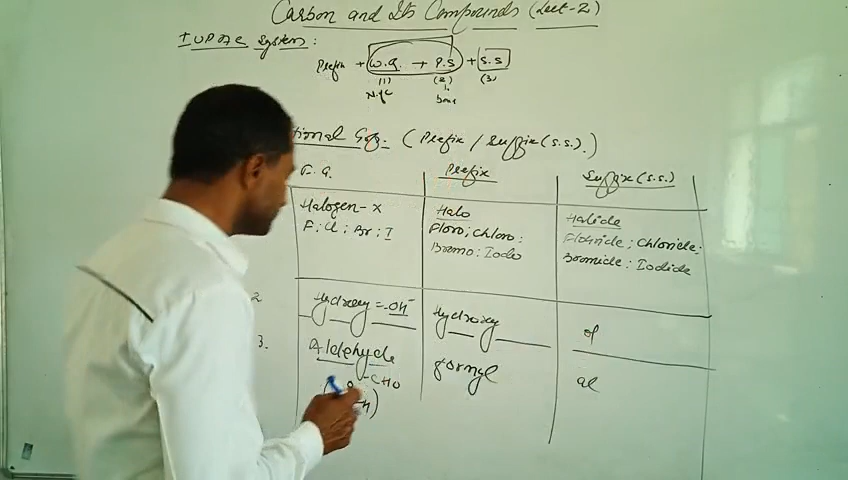 Carbon and Its Compounds (Lect-2)
IUPAC System:
Prefix + W.R. → P.S + S.S
(1) (2) (3)
Bond
tional Grp. (Prefix / Suffix (S.S.).)
F.G. Prefix Suffix (S.S.)
Halogen-X Halo Halide
F; Cl; Br; I Floro; Chloro: Floride; Chloride:
Bromo: Iodo Bromide: Iodide
2 Hydroxy =-OH Hydroxy ol
3. Aldehyde formyl al
-CHO